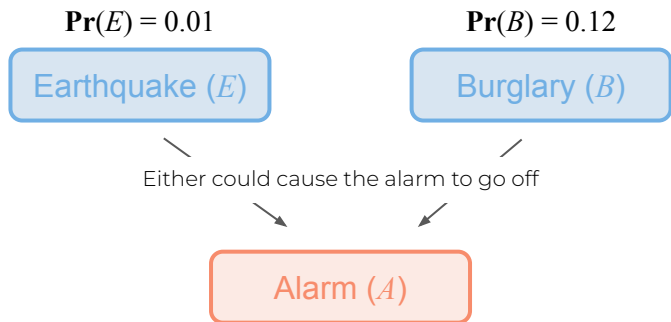 Pr(E) = 0.01
Pr(B) = 0.12
Earthquake (E)
Burglary (B)
Either could cause the alarm to go off
Alarm (A)